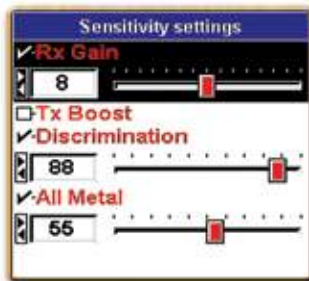 Sensitivity settings
Rx Gain
8
Tx Boost
Discrimination
88
All Metal
55